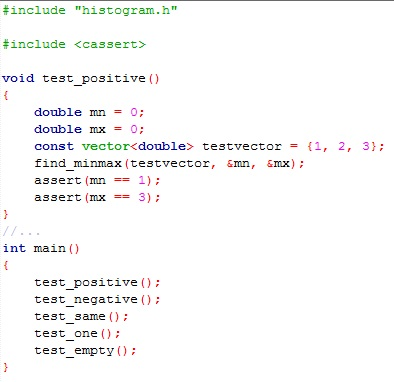 #include "histogram.h"
#include <cassert>
void test_positive()
{
    double mn = 0;
    double mx = 0;
    const vector<double> testvector = {1, 2, 3};
    find_minmax(testvector, &mn, &mx);
    assert(mn == 1);
    assert(mx == 3);
}
//...
int main()
{
    test_positive();
    test_negative();
    test_same();
    test_one();
    test_empty();
}